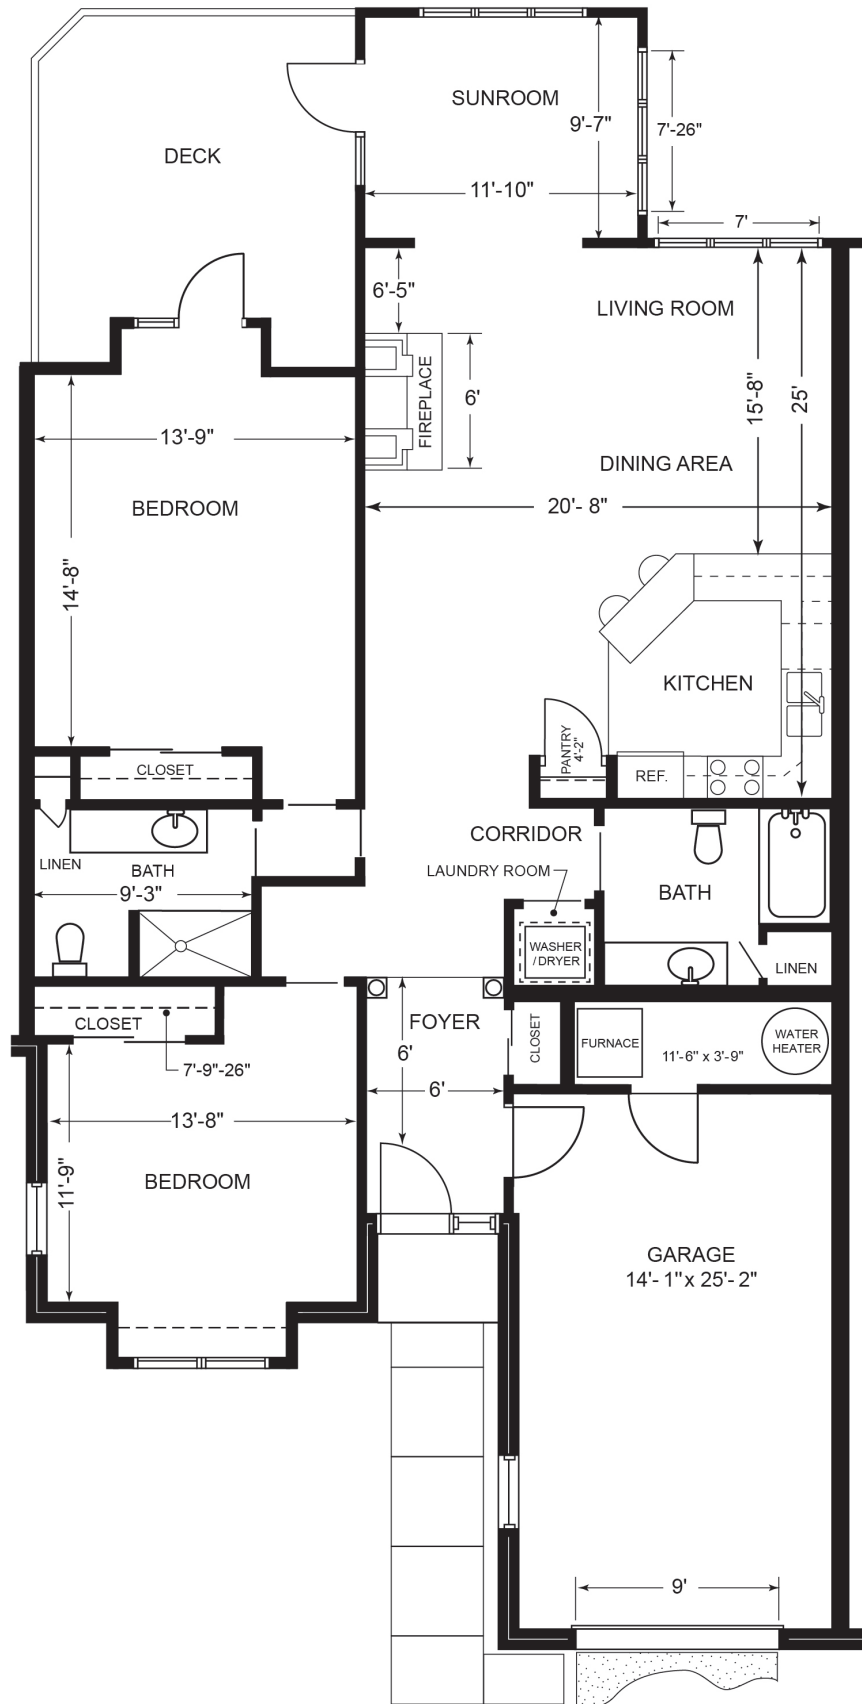 SUNROOM
9'-7"
7'-26"
DECK
11'-10"
7'
6'-5"
LIVING ROOM
FIREPLACE
6'
15'-8"
25'
13'-9"
DINING AREA
BEDROOM
20'- 8"
14'-8"
KITCHEN
PANTRY
4'-2"
CLOSET
REF.
CORRIDOR
LINEN
BATH
LAUNDRY ROOM
9'-3"
BATH
WASHER
/ DRYER
LINEN
CLOSET
FOYER
CLOSET
FURNACE
11'-6" x 3'-9"
WATER
HEATER
7'-9"-26"
6'
6'
13'-8"
11'-9"
BEDROOM
GARAGE
14'- 1"x 25'- 2"
9'